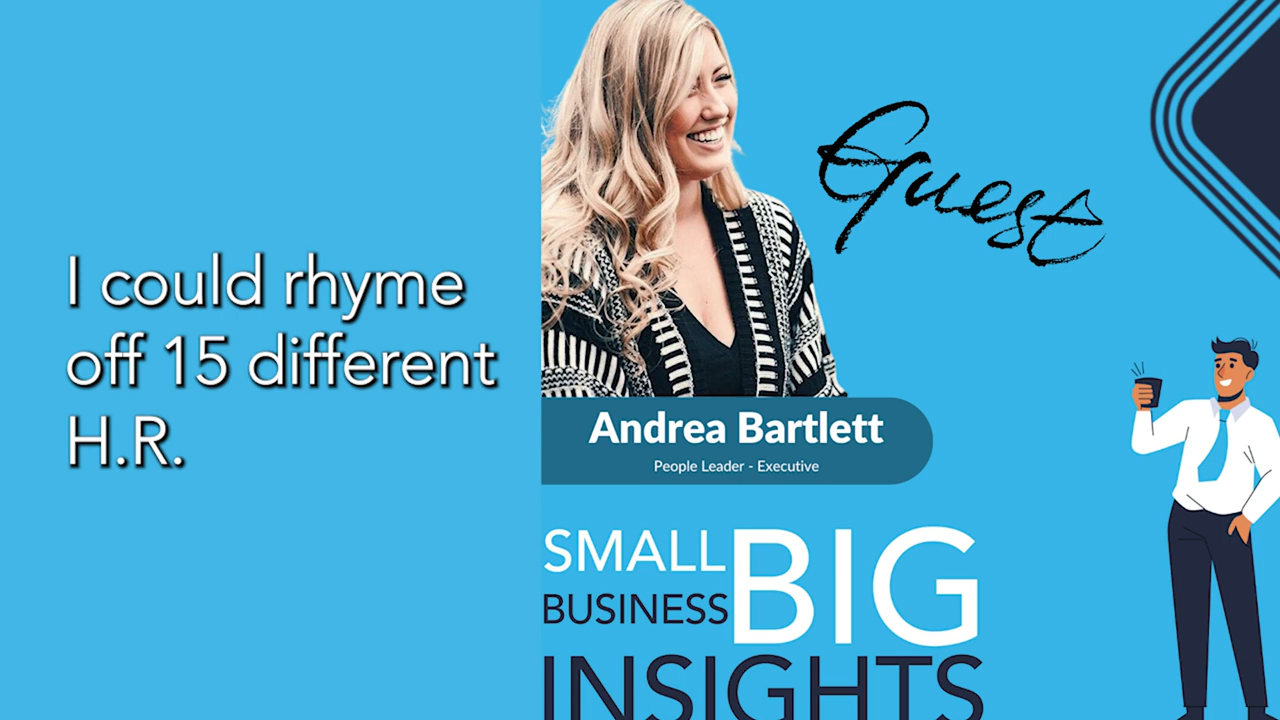 I could rhyme
off 15 different
H.R.
Guest
Andrea Bartlett
People Leader - Executive
SMALL
BUSINESS
BIG
INSIGHTS